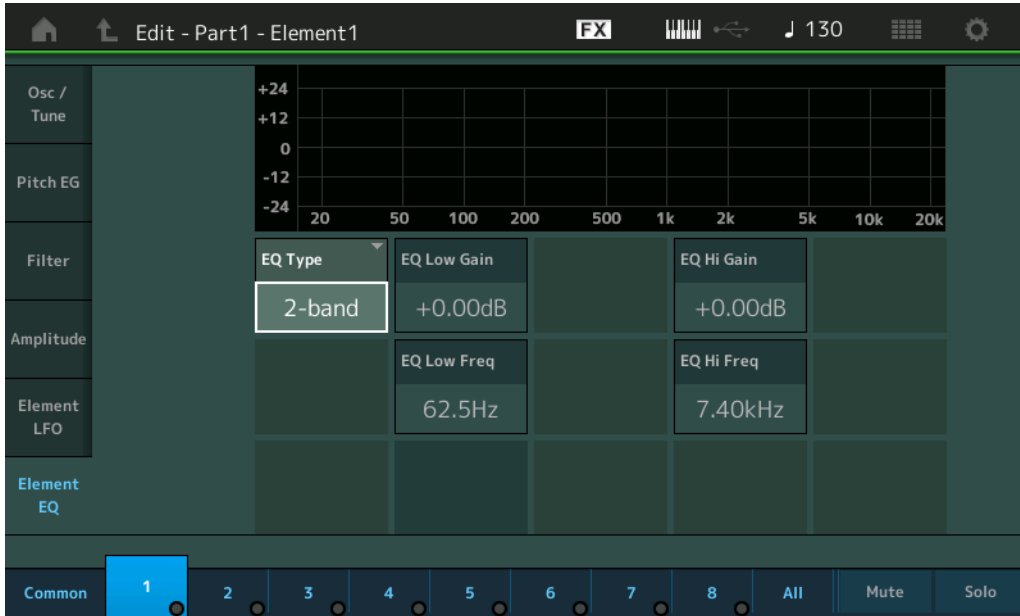 Edit - Part1 - Element1
FX
♩ 130
Osc /
Tune
Pitch EG
Filter
Amplitude
Element
LFO
Element
EQ
+24
+12
0
-12
-24
20 50 100 200 500 1k 2k 5k 10k 20k
EQ Type
2-band
EQ Low Gain
+0.00dB
EQ Hi Gain
+0.00dB
EQ Low Freq
62.5Hz
EQ Hi Freq
7.40kHz
Common 1 2 3 4 5 6 7 8 All Mute Solo